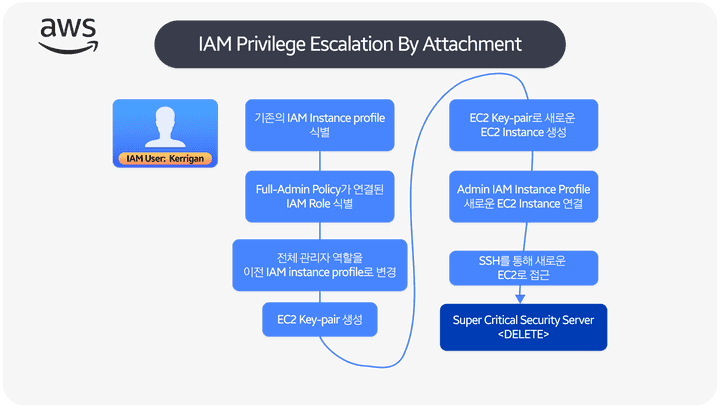 aws
IAM Privilege Escalation By Attachment
IAM User: Kerrigan
기존의 IAM Instance profile
식별
Full-Admin Policy가 연결된
IAM Role 식별
전체 관리자 역할을
이전 IAM instance profile로 변경
EC2 Key-pair 생성
EC2 Key-pair로 새로운
EC2 Instance 생성
Admin IAM Instance Profile
새로운 EC2 Instance 연결
SSH를 통해 새로운
EC2로 접근
Super Critical Security Server
<DELETE>